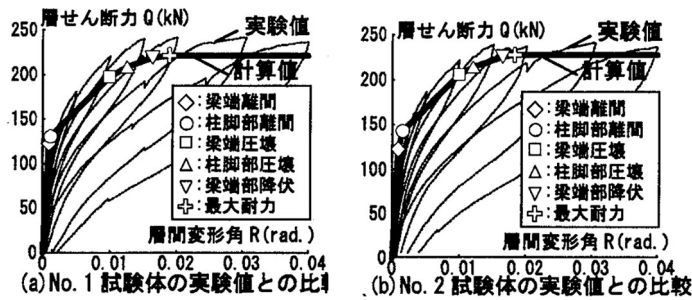 層せん断力Q(kN)
250
200
150
100
50
0
実験値
計算値
◇:梁端離間
○:柱脚部離間
□:梁端圧壊
△:柱脚部圧壊
▽:梁端部降伏
✚:最大耐力
層間変形角R(rad.)
0 0.01 0.02 0.03 0.04
(a)No.1試験体の実験値との比較
層せん断力Q(kN)
250
200
150
100
50
0
実験値
計算値
◇:梁端離間
○:柱脚部離間
□:梁端圧壊
△:柱脚部圧壊
▽:梁端部降伏
✚:最大耐力
層間変形角R(rad.)
0 0.01 0.02 0.03 0.04
(b)No.2試験体の実験値との比較